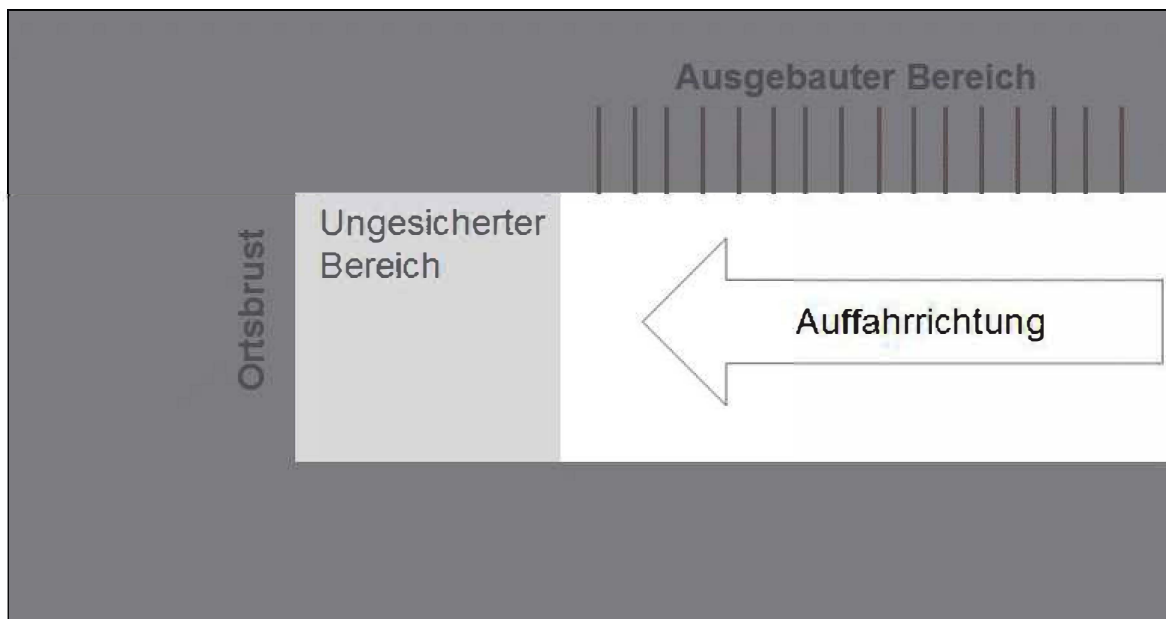 Ausgebauter Bereich
Ungesicherter
Bereich
Ortsbrust
Auffahrrichtung